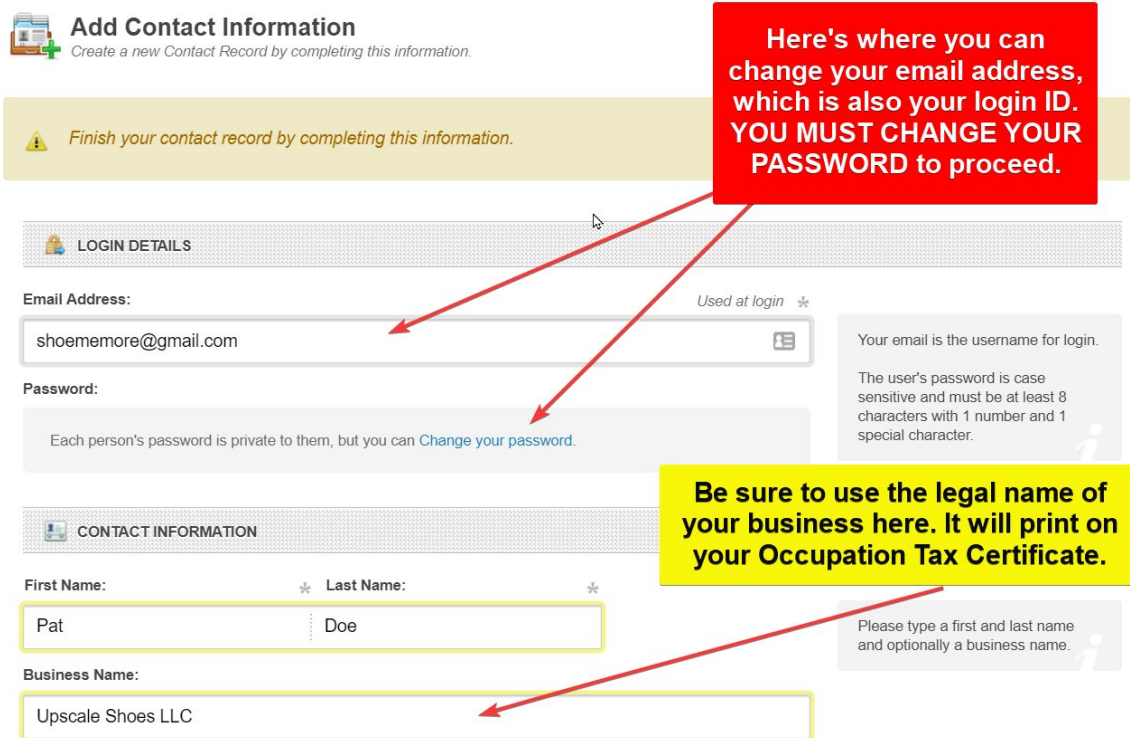 Add Contact Information
Create a new Contact Record by completing this information.
Here's where you can
change your email address,
which is also your login ID.
YOU MUST CHANGE YOUR
PASSWORD to proceed.
Finish your contact record by completing this information.
LOGIN DETAILS
Email Address:
Used at login *
shoememore@gmail.com
Your email is the username for login.
The user's password is case
sensitive and must be at least 8
characters with 1 number and 1
special character.
Password:
Each person's password is private to them, but you can Change your password.
Be sure to use the legal name of
your business here. It will print on
your Occupation Tax Certificate.
CONTACT INFORMATION
First Name: * Last Name: *
Pat Doe
Please type a first and last name
and optionally a business name.
Business Name:
Upscale Shoes LLC